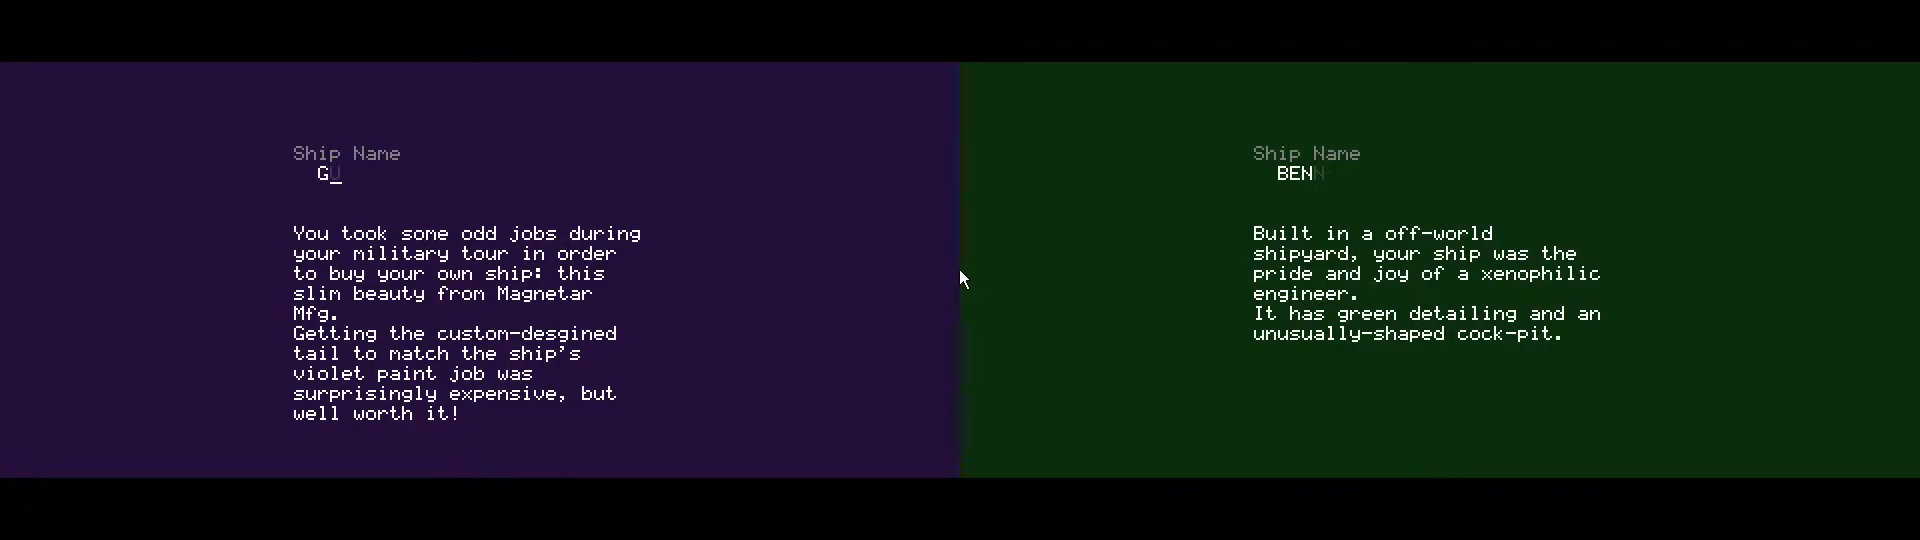 Ship Name
GU
You took some odd jobs during
your military tour in order
to buy your own ship: this
slim beauty from Magnetar
Mfg.
Getting the custom-desgined
tail to match the ship's
violet paint job was
surprisingly expensive, but
well worth it!
Ship Name
BENN
Built in a off-world
shipyard, your ship was the
pride and joy of a xenophilic
engineer.
It has green detailing and an
unusually-shaped cock-pit.